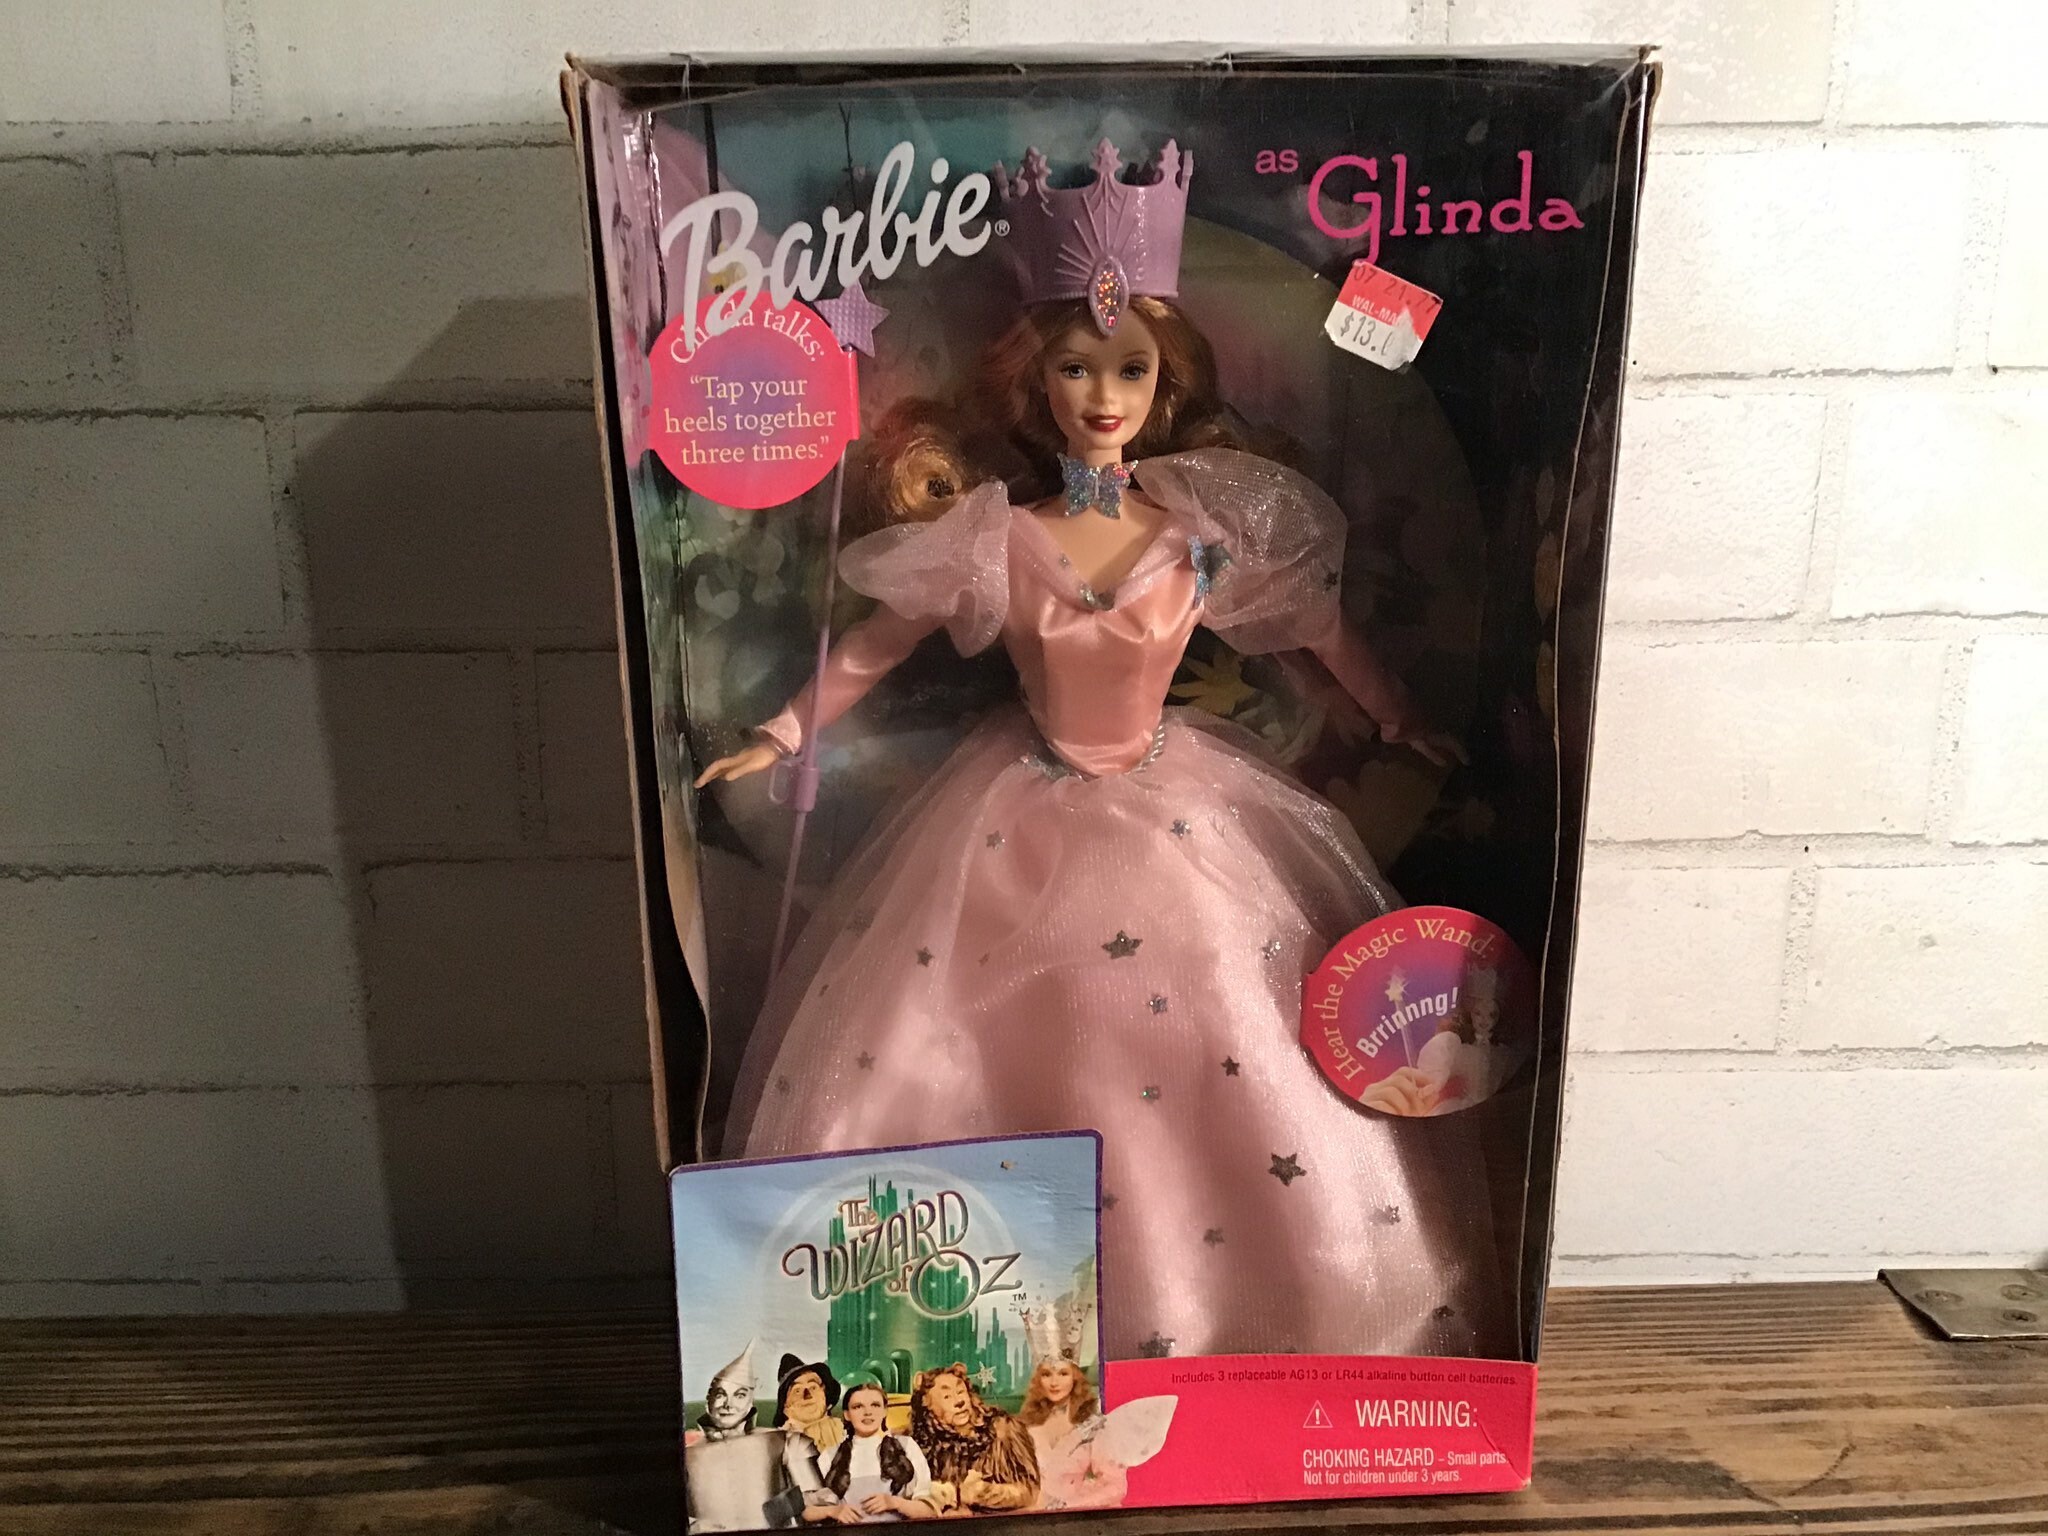 Barbie®
as Glinda
talks:
"Tap your
heels together
three times."
$13.
Hear the Magic Wand:
Brrinnng!
The
WIZARD
of OZ
TM
Includes 3 replaceable AG13 or LR44 alkaline button cell batteries.
⚠ WARNING:
CHOKING HAZARD – Small parts.
Not for children under 3 years.